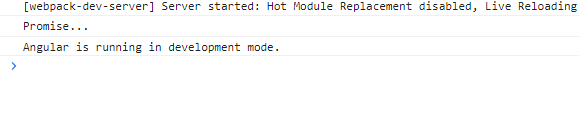 [webpack-dev-server] Server started: Hot Module Replacement disabled, Live Reloading
Promise...
Angular is running in development mode.